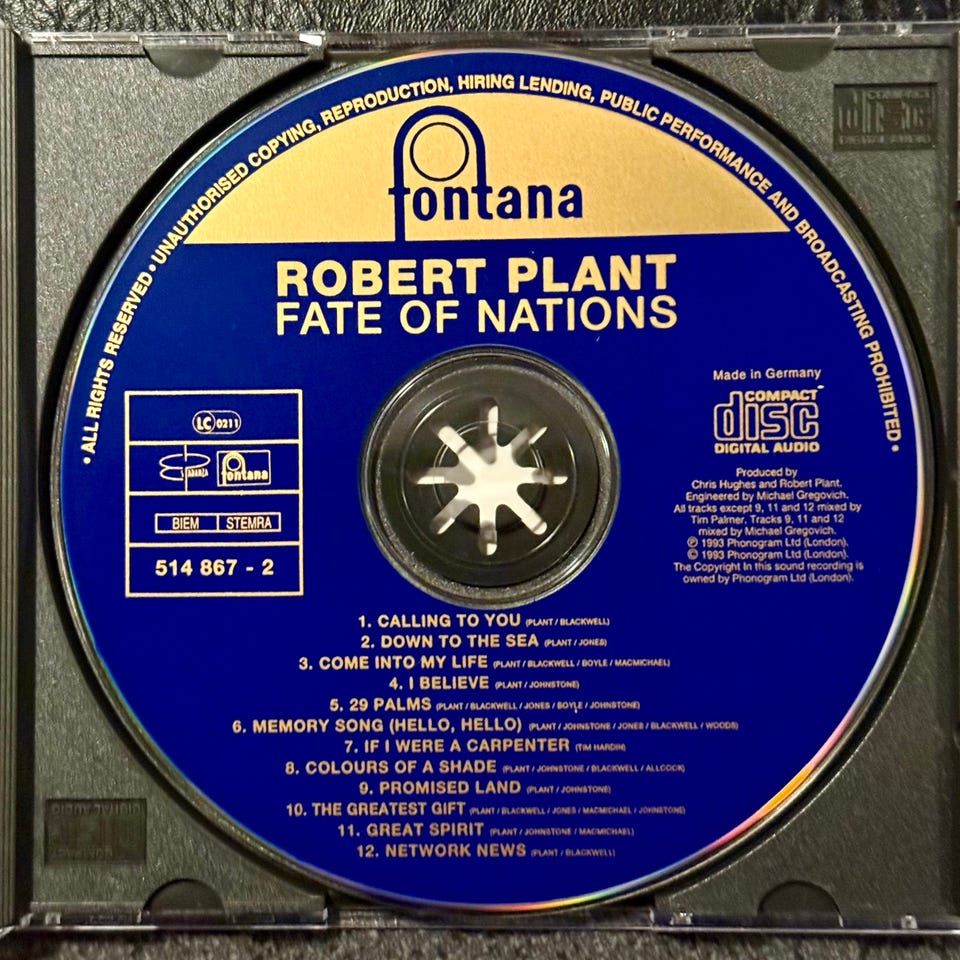 • ALL RIGHTS RESERVED • UNAUTHORISED COPYING, REPRODUCTION, HIRING LENDING, PUBLIC PERFORMANCE AND BROADCASTING PROHIBITED •
fontana
ROBERT PLANT
FATE OF NATIONS
LC 0211
ESPARANZA
fontana
BIEM STEMRA
514 867 - 2
Made in Germany
COMPACT
disc
DIGITAL AUDIO
Produced by
Chris Hughes and Robert Plant.
Engineered by Michael Gregovich.
All tracks except 9, 11 and 12 mixed by
Tim Palmer. Tracks 9, 11 and 12
mixed by Michael Gregovich.
℗ 1993 Phonogram Ltd (London).
© 1993 Phonogram Ltd (London).
The Copyright In this sound recording is
owned by Phonogram Ltd (London).
1. CALLING TO YOU (PLANT / BLACKWELL)
2. DOWN TO THE SEA (PLANT / JONES)
3. COME INTO MY LIFE (PLANT / BLACKWELL / BOYLE / MACMICHAEL)
4. I BELIEVE (PLANT / JOHNSTONE)
5. 29 PALMS (PLANT / BLACKWELL / JONES / BOYLE / JOHNSTONE)
6. MEMORY SONG (HELLO, HELLO) (PLANT / JOHNSTONE / JONES / BLACKWELL / WOODS)
7. IF I WERE A CARPENTER (TIM HARDIN)
8. COLOURS OF A SHADE (PLANT / JOHNSTONE / BLACKWELL / ALLCOCK)
9. PROMISED LAND (PLANT / JOHNSTONE)
10. THE GREATEST GIFT (PLANT / BLACKWELL / JONES / MACMICHAEL / JOHNSTONE)
11. GREAT SPIRIT (PLANT / JOHNSTONE / MACMICHAEL)
12. NETWORK NEWS (PLANT / BLACKWELL)
COMPACT
disc
DIGITAL AUDIO